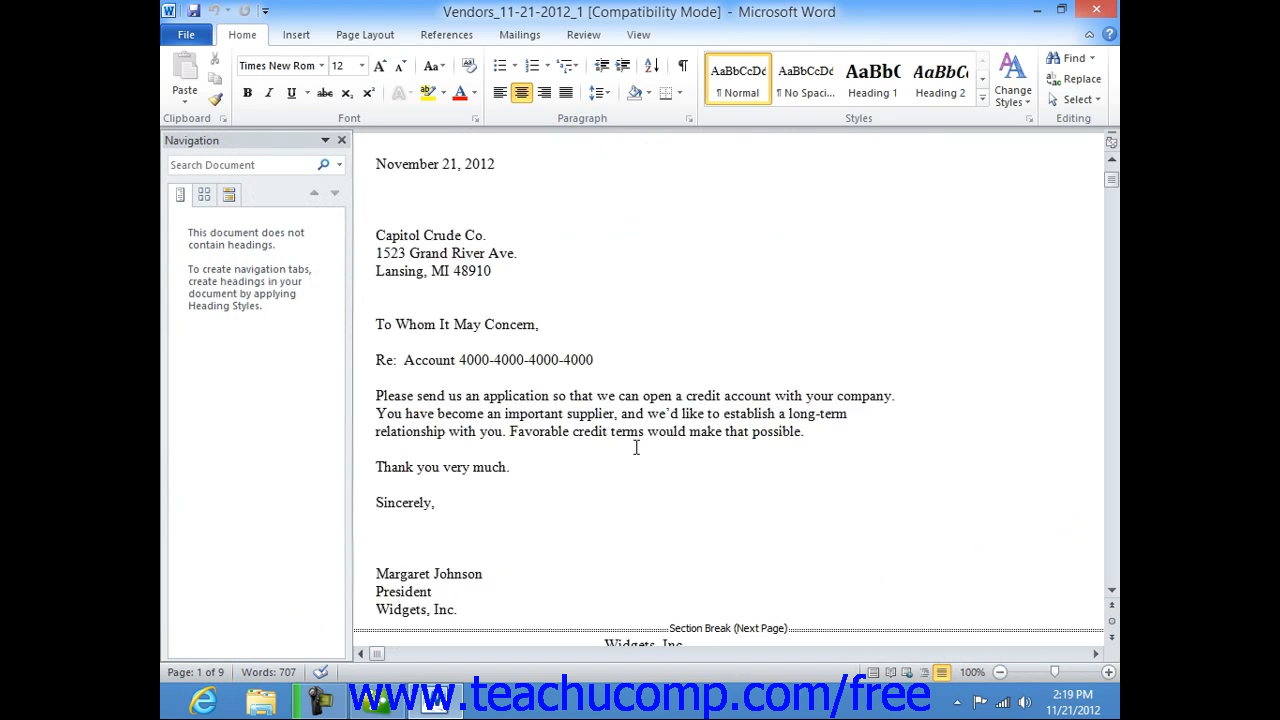 Vendors_11-21-2012_1 [Compatibility Mode] - Microsoft Word
File Home Insert Page Layout References Mailings Review View
Times New Rom 12
Paste
Clipboard Font Paragraph
AaBbCcDc AaBbCcDc AaBbC AaBbCc
¶ Normal ¶ No Spaci... Heading 1 Heading 2
Change Styles
Styles
Find
Replace
Select
Editing
Navigation
Search Document
This document does not
contain headings.
To create navigation tabs,
create headings in your
document by applying
Heading Styles.
November 21, 2012
Capitol Crude Co.
1523 Grand River Ave.
Lansing, MI 48910
To Whom It May Concern,
Re: Account 4000-4000-4000-4000
Please send us an application so that we can open a credit account with your company.
You have become an important supplier, and we’d like to establish a long-term
relationship with you. Favorable credit terms would make that possible.
Thank you very much.
Sincerely,
Margaret Johnson
President
Widgets, Inc.
Section Break (Next Page)
Widgets, Inc
Page: 1 of 9 Words: 707 100%
www.teachucomp.com/free
2:19 PM
11/21/2012